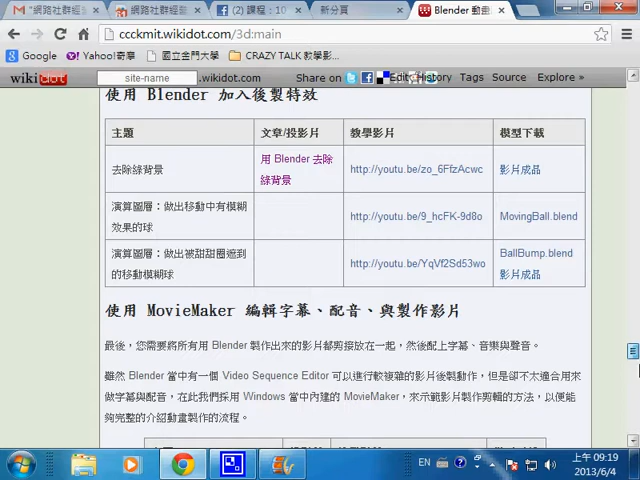 "網路社群經
網路社群經
(2) 課程：10
新分頁
Blender 動畫
ccckmit.wikidot.com/3d:main
Google
Yahoo!奇摩
國立金門大學
CRAZY TALK 教學影...
wikidot
site-name
.wikidot.com
Share on
Edit
History
Tags
Source
Explore »
使用 Blender 加入後製特效
主題 文章/投影片 教學影片 模型下載
去除綠背景 用 Blender 去除綠背景 http://youtu.be/zo_6FfzAcwc 影片成品
演算圖層：做出移動中有模糊效果的球 http://youtu.be/9_hcFK-9d8o MovingBall.blend
演算圖層：做出被甜甜圈遮到的移動模糊球 http://youtu.be/YqVf2Sd53wo BallBump.blend 影片成品
使用 MovieMaker 編輯字幕、配音、與製作影片
最後，您需要將所有用 Blender 製作出來的影片都剪接放在一起，然後配上字幕、音樂與聲音。
雖然 Blender 當中有一個 Video Sequence Editor 可以進行較複雜的影片後製動作，但是卻不太適合用來
做字幕與配音，在此我們採用 Windows 當中內建的 MovieMaker，來示範影片製作剪輯的方法，以便能
夠完整的介紹動畫製作的流程。
EN
上午 09:19
2013/6/4